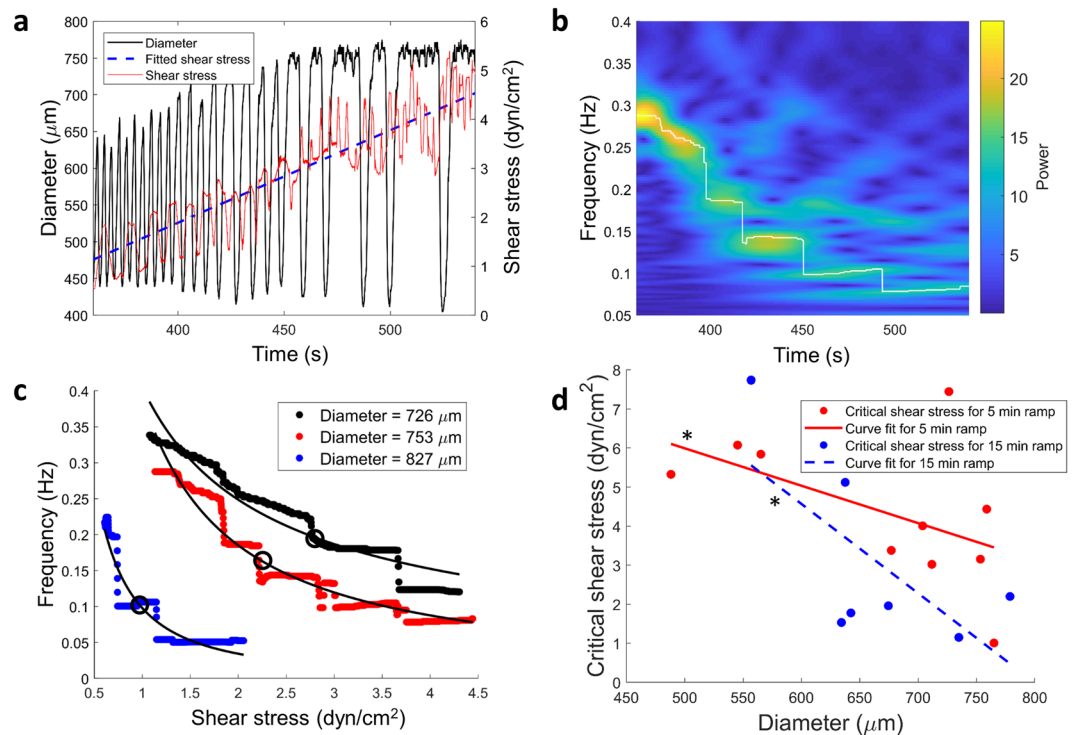 a
800
750
700
650
600
550
500
450
400
Diameter (μm)
Diameter
Fitted shear stress
Shear stress
6
5
4
3
2
1
0
Shear stress (dyn/cm²)
400
450
500
Time (s)
b
0.4
0.35
0.3
0.25
0.2
0.15
0.1
0.05
Frequency (Hz)
400
450
500
Time (s)
20
15
10
5
Power
c
0.4
0.35
0.3
0.25
0.2
0.15
0.1
0.05
0
Frequency (Hz)
Diameter = 726 μm
Diameter = 753 μm
Diameter = 827 μm
0.5
1
1.5
2
2.5
3
3.5
4
4.5
Shear stress (dyn/cm²)
d
8
7
6
5
4
3
2
1
0
Critical shear stress (dyn/cm²)
Critical shear stress for 5 min ramp
Curve fit for 5 min ramp
Critical shear stress for 15 min ramp
Curve fit for 15 min ramp
*
*
450
500
550
600
650
700
750
800
Diameter (μm)